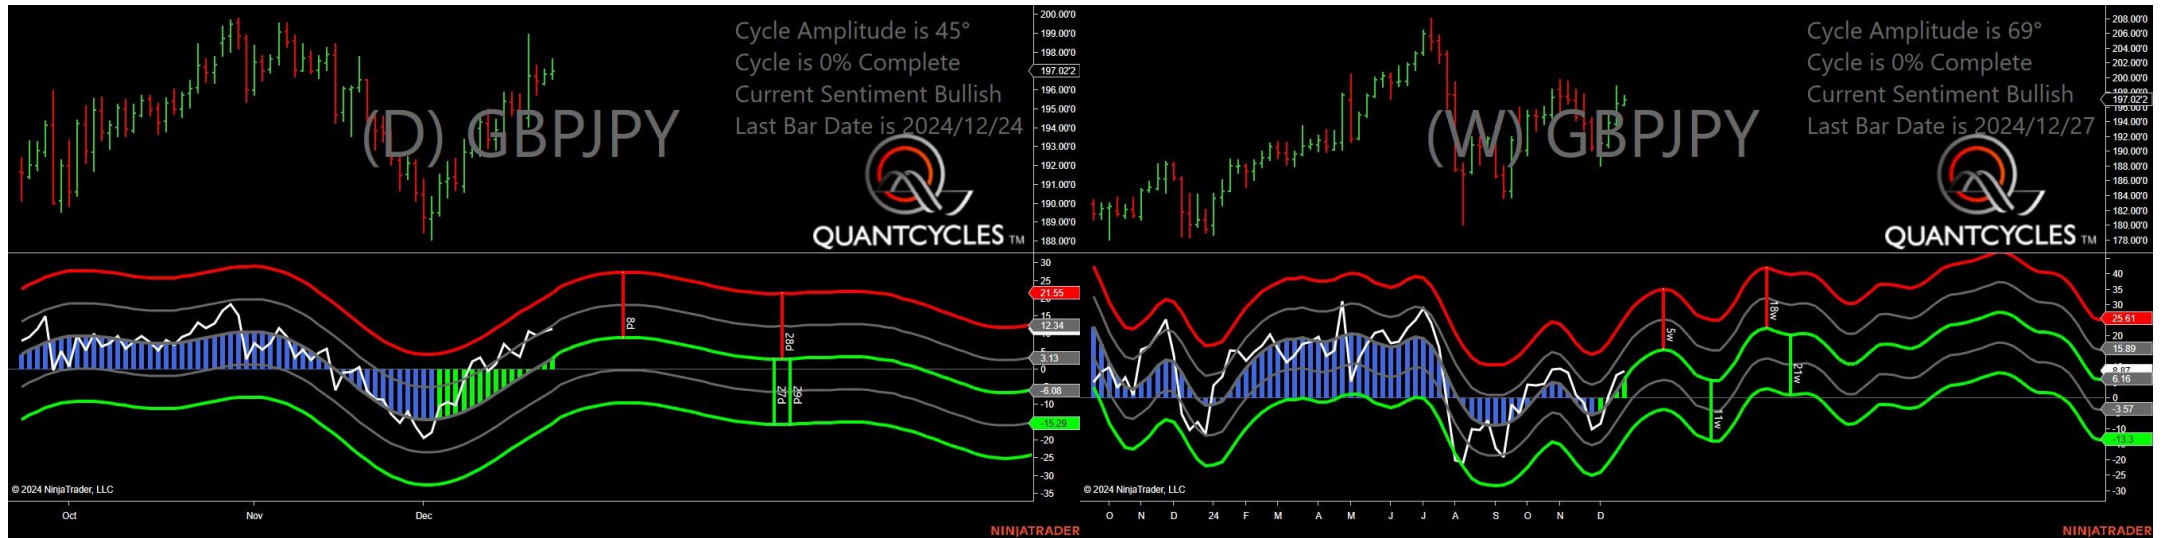 Cycle Amplitude is 45°
Cycle is 0% Complete
Current Sentiment Bullish
Last Bar Date is 2024/12/24
(D) GBPJPY
QUANTCYCLES TM
200.00'0
199.00'0
198.00'0
197.02'2
196.00'0
195.00'0
194.00'0
193.00'0
192.00'0
191.00'0
190.00'0
189.00'0
188.00'0
30
25
21.55
15
12.34
3.13
0
-6.08
-10
-15.29
-20
-25
-30
-35
8d
28d
27d
29d
© 2024 NinjaTrader, LLC
Oct
Nov
Dec
NINJATRADER
Cycle Amplitude is 69°
Cycle is 0% Complete
Current Sentiment Bullish
Last Bar Date is 2024/12/27
(W) GBPJPY
QUANTCYCLES TM
208.00'0
206.00'0
204.00'0
202.00'0
200.00'0
197.02'2
194.00'0
192.00'0
190.00'0
188.00'0
186.00'0
184.00'0
182.00'0
180.00'0
178.00'0
40
35
30
25.61
20
15.89
6.16
0
-3.57
-13.3
-20
-25
-30
5w
18w
11w
21w
© 2024 NinjaTrader, LLC
O N D 24 F M A M J J A S O N D
NINJATRADER